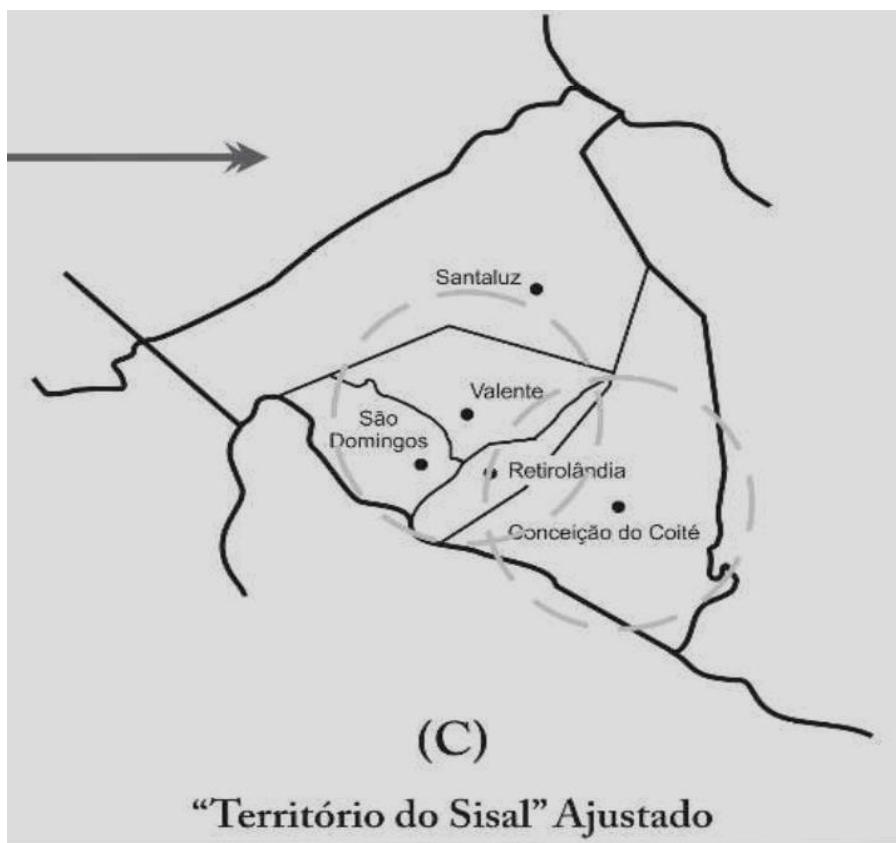 Santaluz
Valente
São
Domingos
Retirolândia
Conceição do Coité
(C)
“Território do Sisal” Ajustado